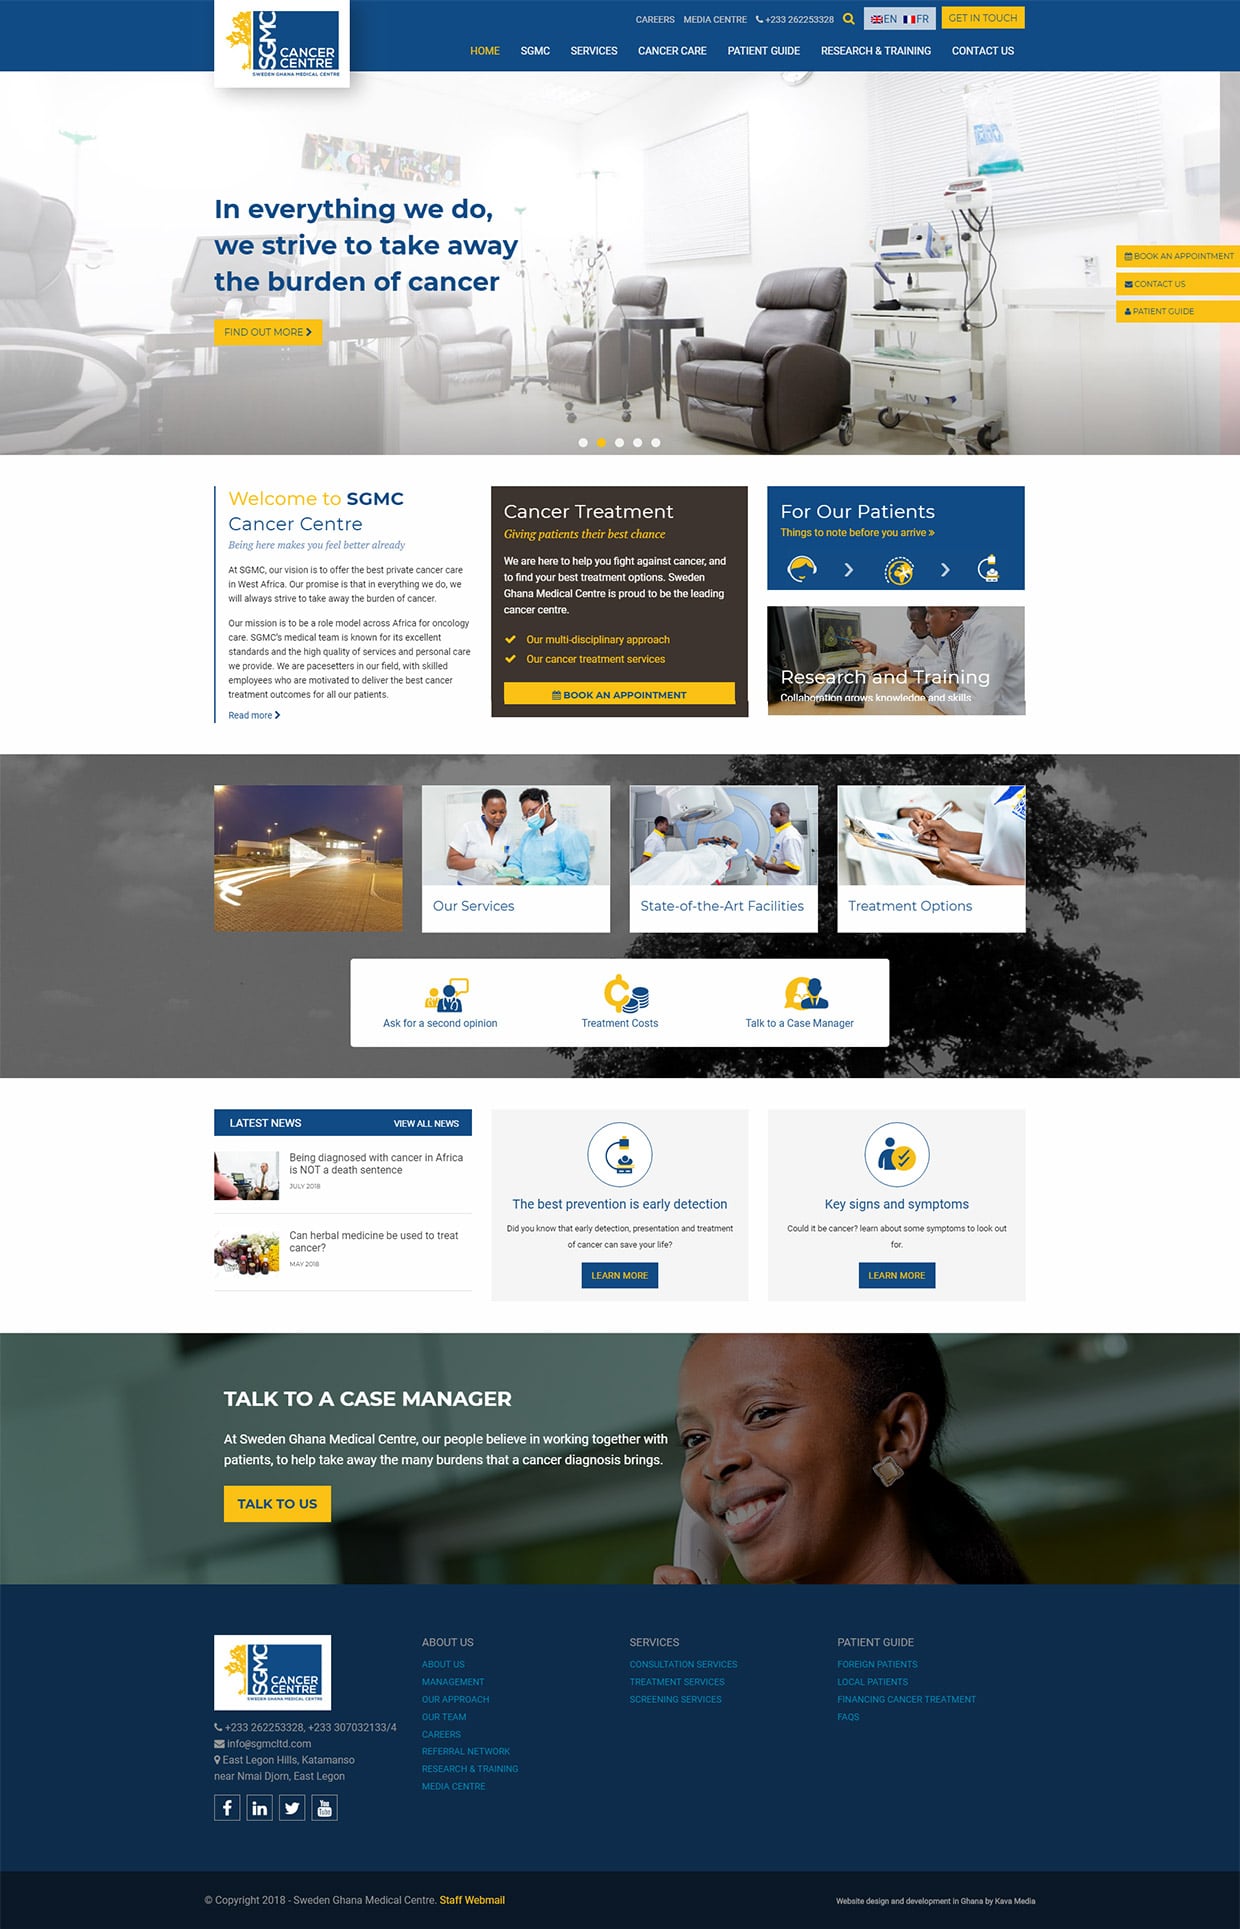 SGMC
CANCER
CENTRE
SWEDEN GHANA MEDICAL CENTRE
CAREERS MEDIA CENTRE +233 262253328 EN FR GET IN TOUCH
HOME SGMC SERVICES CANCER CARE PATIENT GUIDE RESEARCH & TRAINING CONTACT US
In everything we do,
we strive to take away
the burden of cancer
FIND OUT MORE
BOOK AN APPOINTMENT
CONTACT US
PATIENT GUIDE
Welcome to SGMC
Cancer Centre
Being here makes you feel better already
At SGMC, our vision is to offer the best private cancer care
in West Africa. Our promise is that in everything we do, we
will always strive to take away the burden of cancer.
Our mission is to be a role model across Africa for oncology
care. SGMC's medical team is known for its excellent
standards and the high quality of services and personal care
we provide. We are pacesetters in our field, with skilled
employees who are motivated to deliver the best cancer
treatment outcomes for all our patients.
Read more
Cancer Treatment
Giving patients their best chance
We are here to help you fight against cancer, and
to find your best treatment options. Sweden
Ghana Medical Centre is proud to be the leading
cancer centre.
Our multi-disciplinary approach
Our cancer treatment services
BOOK AN APPOINTMENT
For Our Patients
Things to note before you arrive »
Research and Training
Collaboration grows knowledge and skills
Our Services
State-of-the-Art Facilities
Treatment Options
Ask for a second opinion
Treatment Costs
Talk to a Case Manager
LATEST NEWS VIEW ALL NEWS
Being diagnosed with cancer in Africa
is NOT a death sentence
JULY 2018
Can herbal medicine be used to treat
cancer?
MAY 2018
The best prevention is early detection
Did you know that early detection, presentation and treatment
of cancer can save your life?
LEARN MORE
Key signs and symptoms
Could it be cancer? learn about some symptoms to look out
for.
LEARN MORE
TALK TO A CASE MANAGER
At Sweden Ghana Medical Centre, our people believe in working together with
patients, to help take away the many burdens that a cancer diagnosis brings.
TALK TO US
SGMC
CANCER
CENTRE
SWEDEN GHANA MEDICAL CENTRE
+233 262253328, +233 307032133/4
info@sgmcltd.com
East Legon Hills, Katamanso
near Nmai Djorn, East Legon
You
Tube
ABOUT US
ABOUT US
MANAGEMENT
OUR APPROACH
OUR TEAM
CAREERS
REFERRAL NETWORK
RESEARCH & TRAINING
MEDIA CENTRE
SERVICES
CONSULTATION SERVICES
TREATMENT SERVICES
SCREENING SERVICES
PATIENT GUIDE
FOREIGN PATIENTS
LOCAL PATIENTS
FINANCING CANCER TREATMENT
FAQS
© Copyright 2018 - Sweden Ghana Medical Centre. Staff Webmail
Website design and development in Ghana by Kava Media